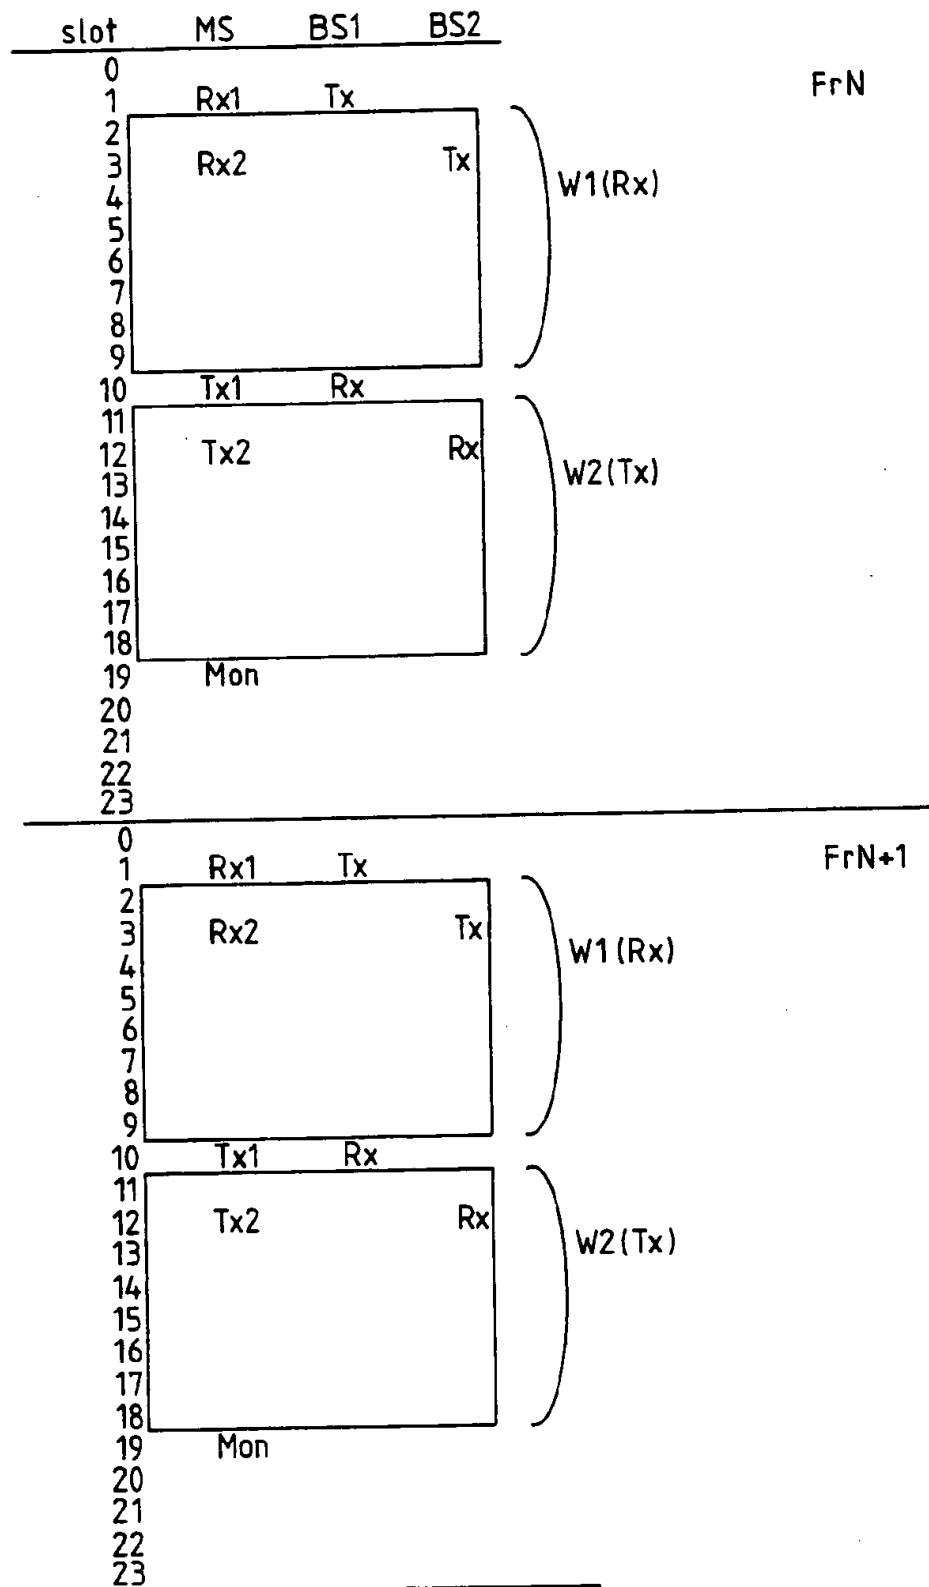 slot MS BS1 BS2
0
FrN
1 Rx1 Tx
2
3 Rx2 Tx
W1(Rx)
4
5
6
7
8
9
10 Tx1 Rx
11
12 Tx2 Rx
W2(Tx)
13
14
15
16
17
18
19 Mon
20
21
22
23
0
FrN+1
1 Rx1 Tx
2
3 Rx2 Tx
W1(Rx)
4
5
6
7
8
9
10 Tx1 Rx
11
12 Tx2 Rx
W2(Tx)
13
14
15
16
17
18
19 Mon
20
21
22
23